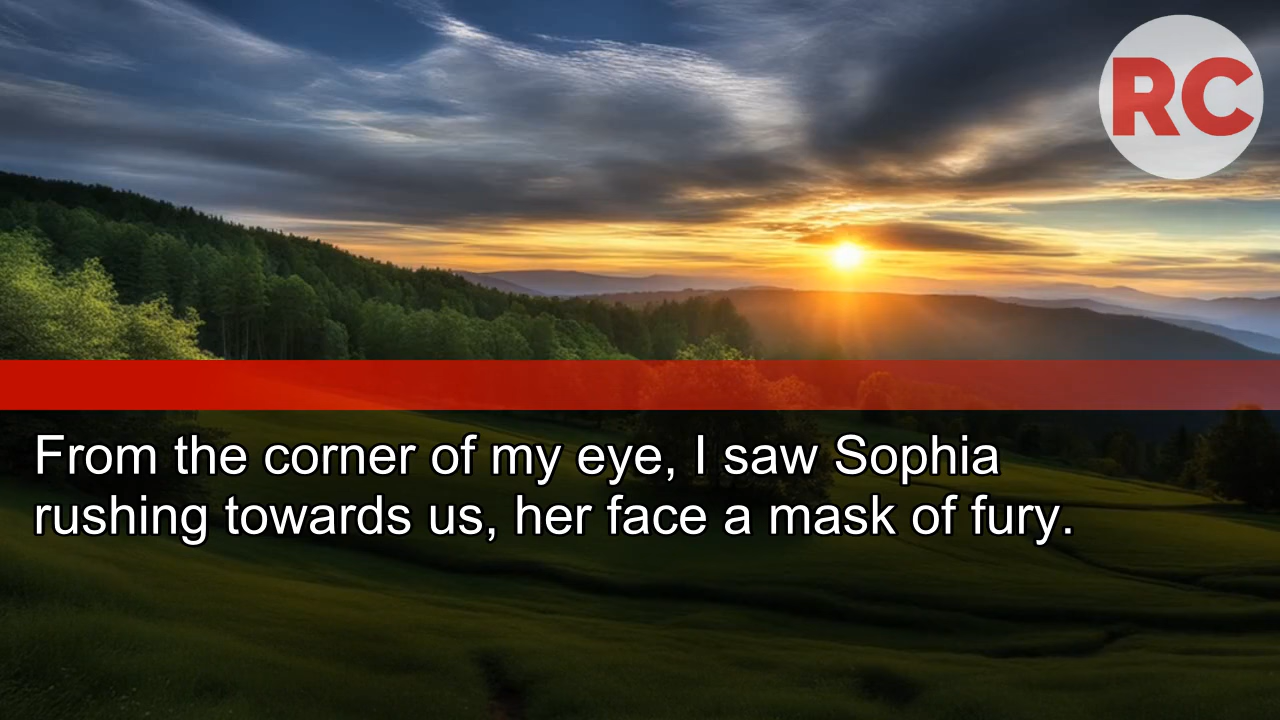 RC
From the corner of my eye, I saw Sophia
rushing towards us, her face a mask of fury.